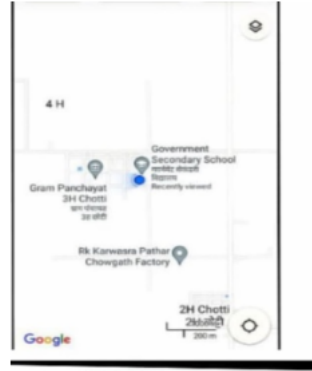 4 H
Government
Secondary School
Recently viewed
Gram Panchayat
3H Chotti
Rk Karwesra Pathar
Chowgath Factory
2H Chotti
Google
200 m